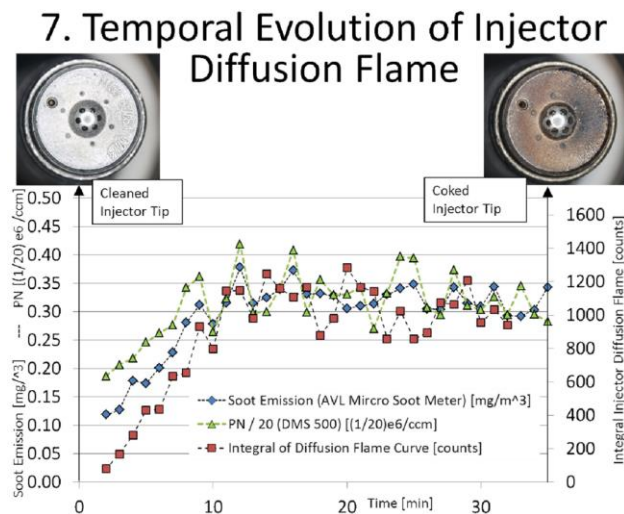 7. Temporal Evolution of Injector
Diffusion Flame
Cleaned
Injector Tip
Coked
Injector Tip
Soot Emission [mg/^3] --- PN [(1/20) e6/ccm]
0.50
0.45
0.40
0.35
0.30
0.25
0.20
0.15
0.10
0.05
0.00
Soot Emission (AVL Mircro Soot Meter) [mg/m^3]
PN / 20 (DMS 500) [(1/20)e6/ccm]
Integral of Diffusion Flame Curve [counts]
Time [min]
0
10
20
30
1600
1400
1200
1000
800
600
400
200
0
Integral Injector Diffusion Flame [counts]